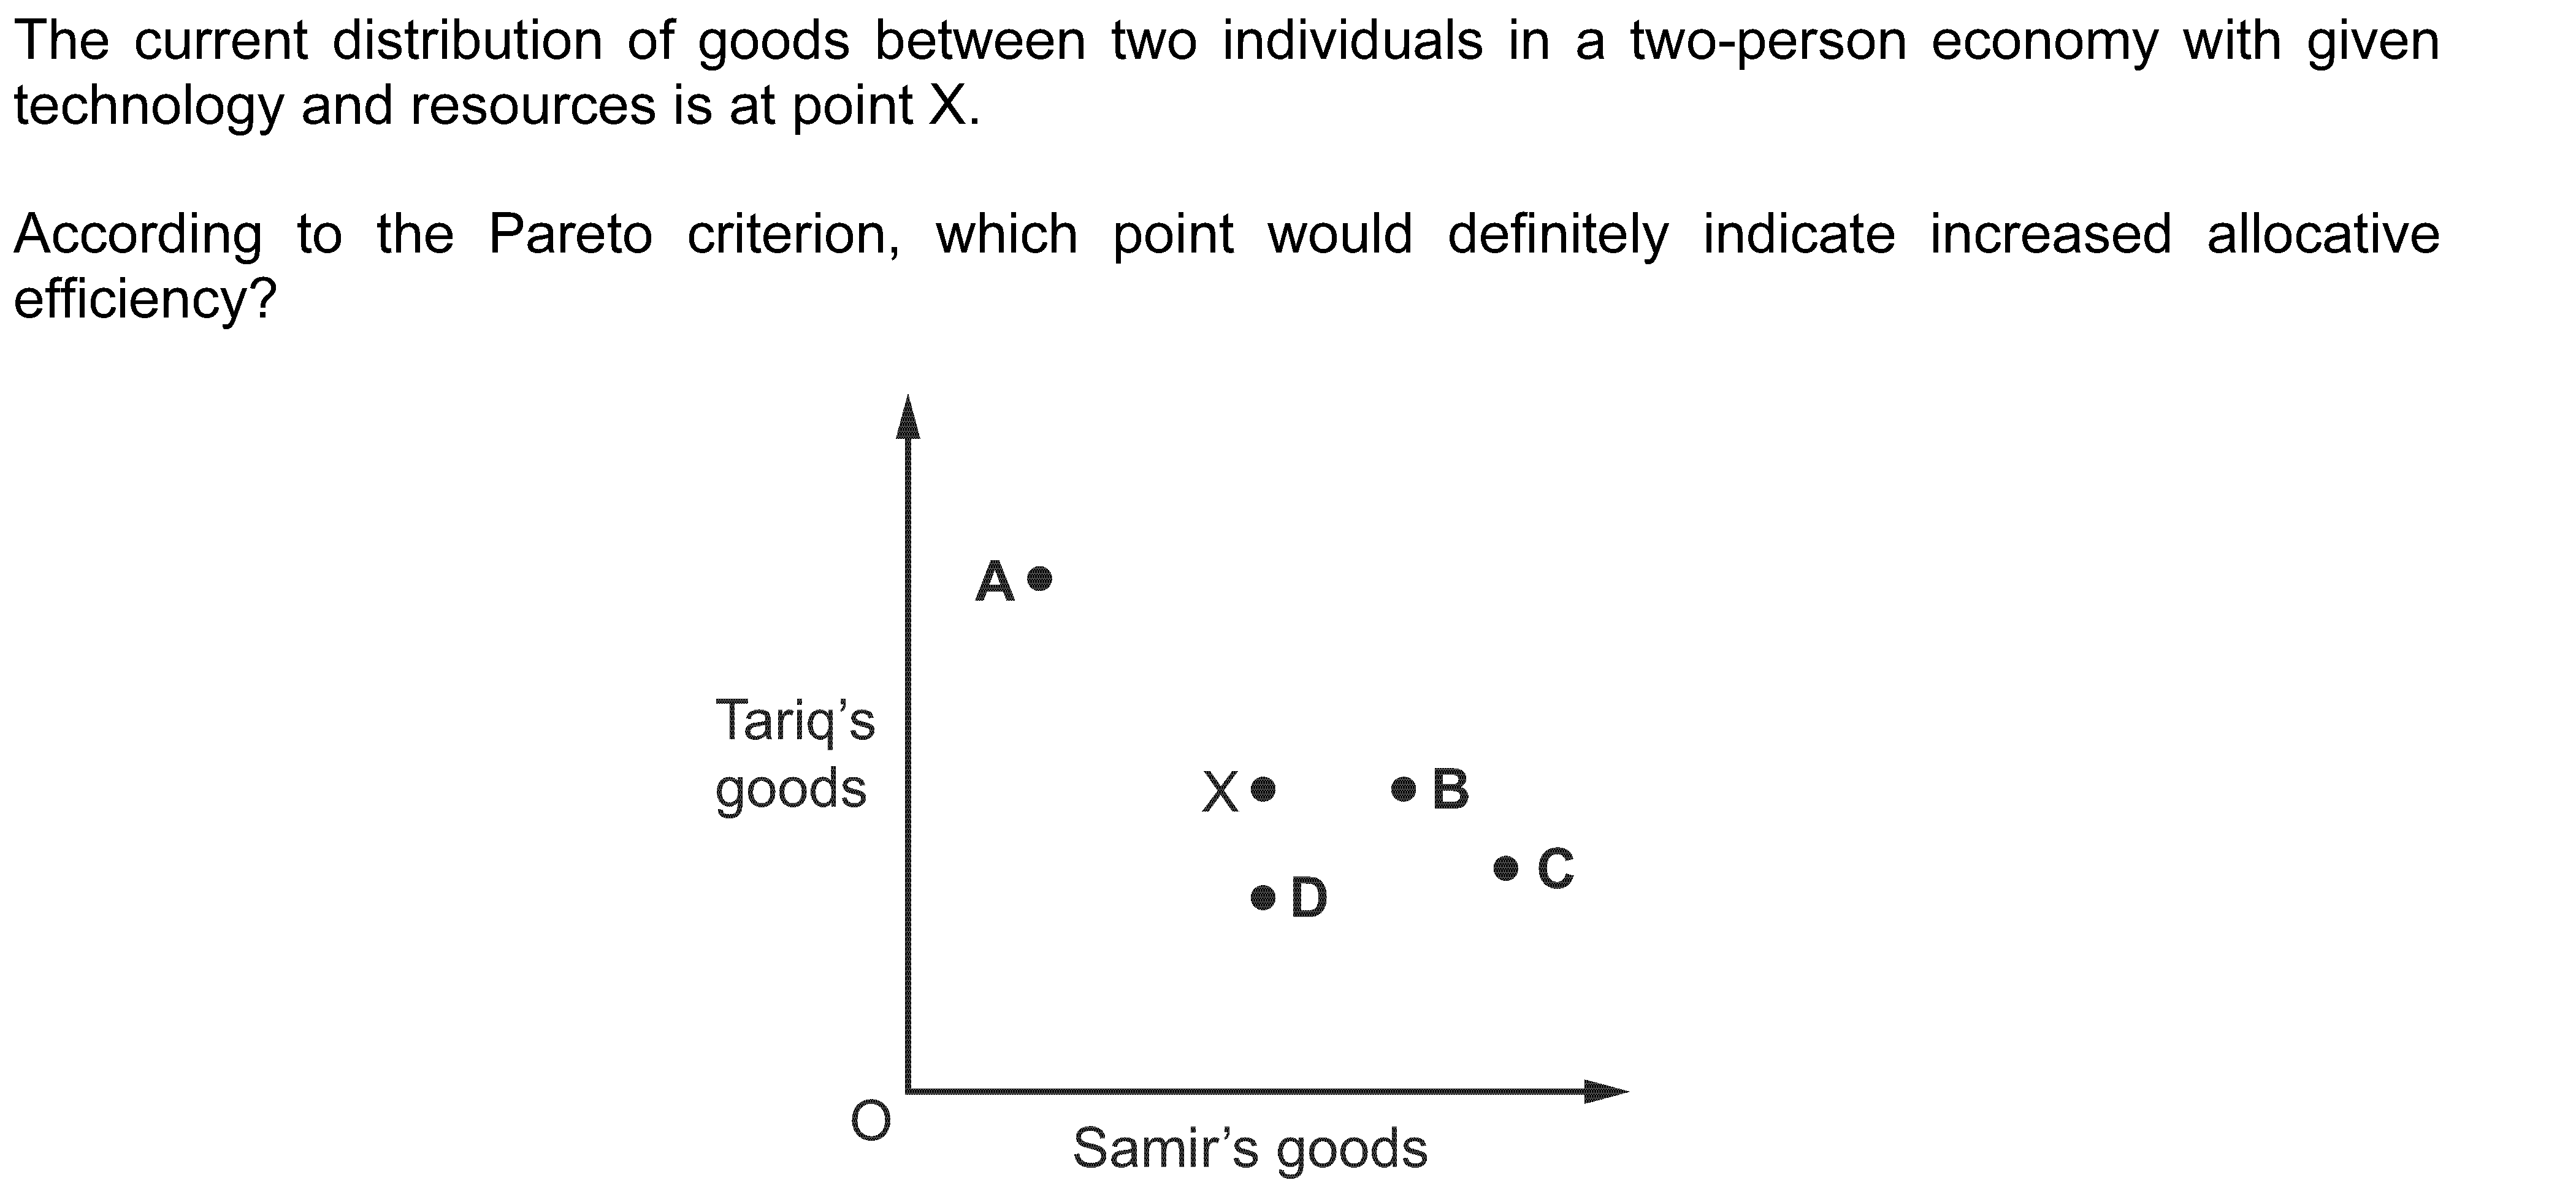 The current distribution of goods between two individuals in a two-person economy with given
technology and resources is at point X.
According to the Pareto criterion, which point would definitely indicate increased allocative
efficiency?
A
Tariq’s
goods
X
B
C
D
O
Samir’s goods